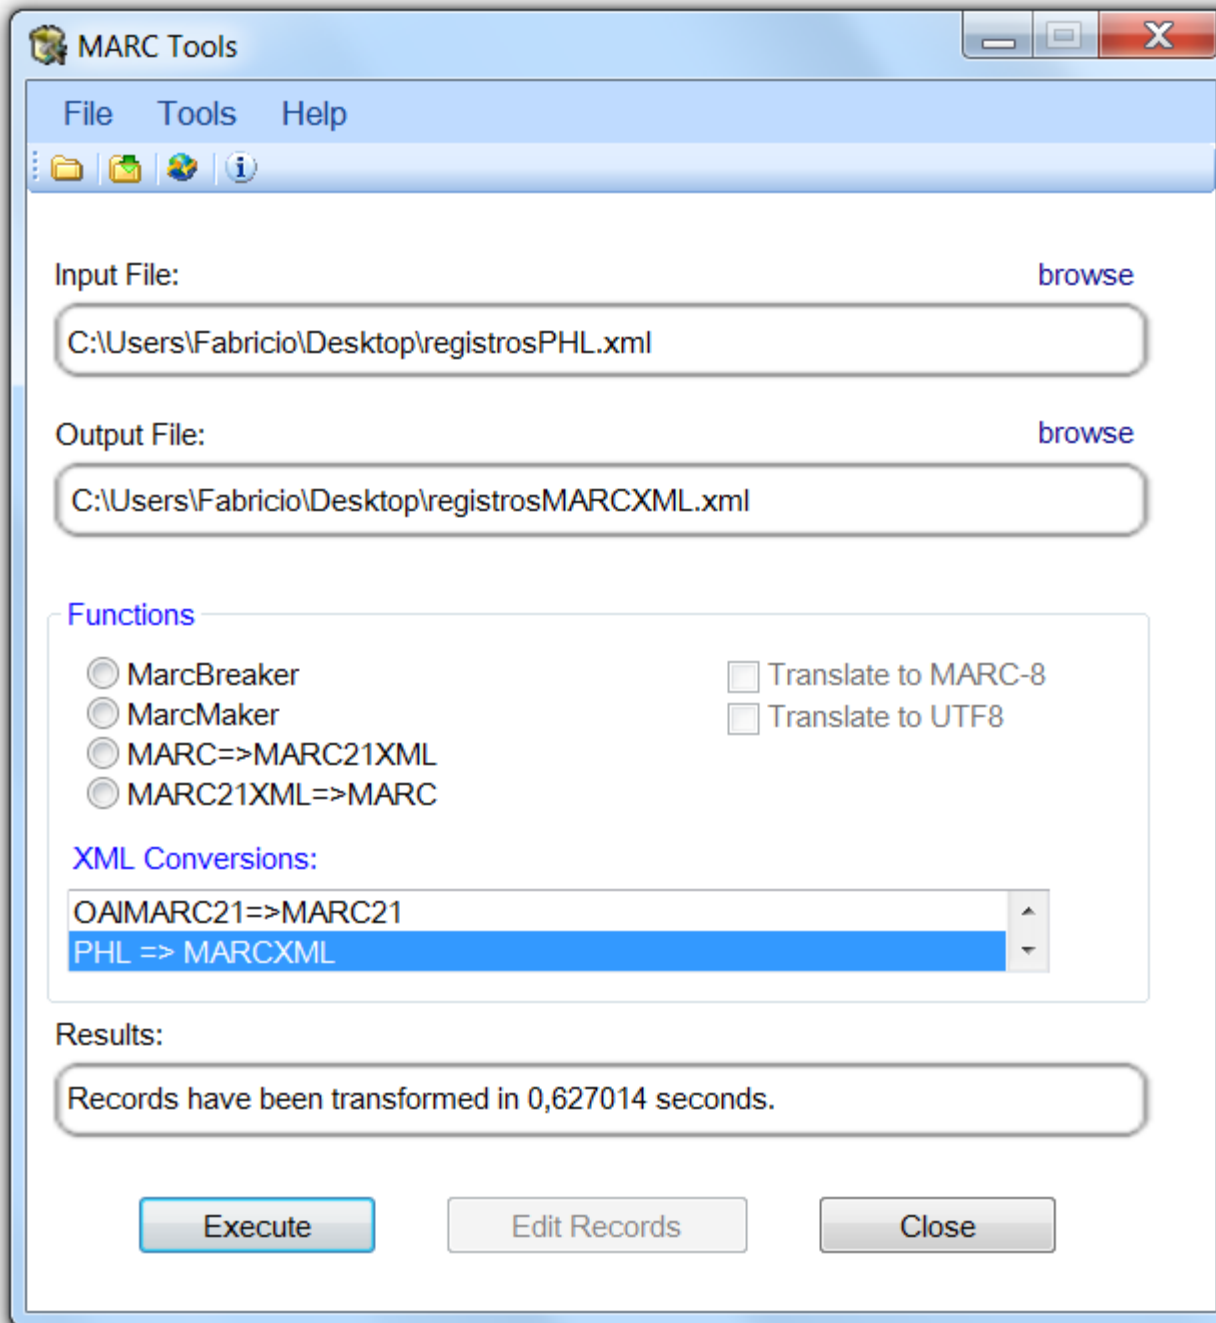 MARC Tools
File Tools Help
Input File: browse
C:\Users\Fabricio\Desktop\registrosPHL.xml
Output File: browse
C:\Users\Fabricio\Desktop\registrosMARCXML.xml
Functions
MarcBreaker Translate to MARC-8
MarcMaker Translate to UTF8
MARC=>MARC21XML
MARC21XML=>MARC
XML Conversions:
OAIMARC21=>MARC21
PHL => MARCXML
Results:
Records have been transformed in 0,627014 seconds.
Execute Edit Records Close